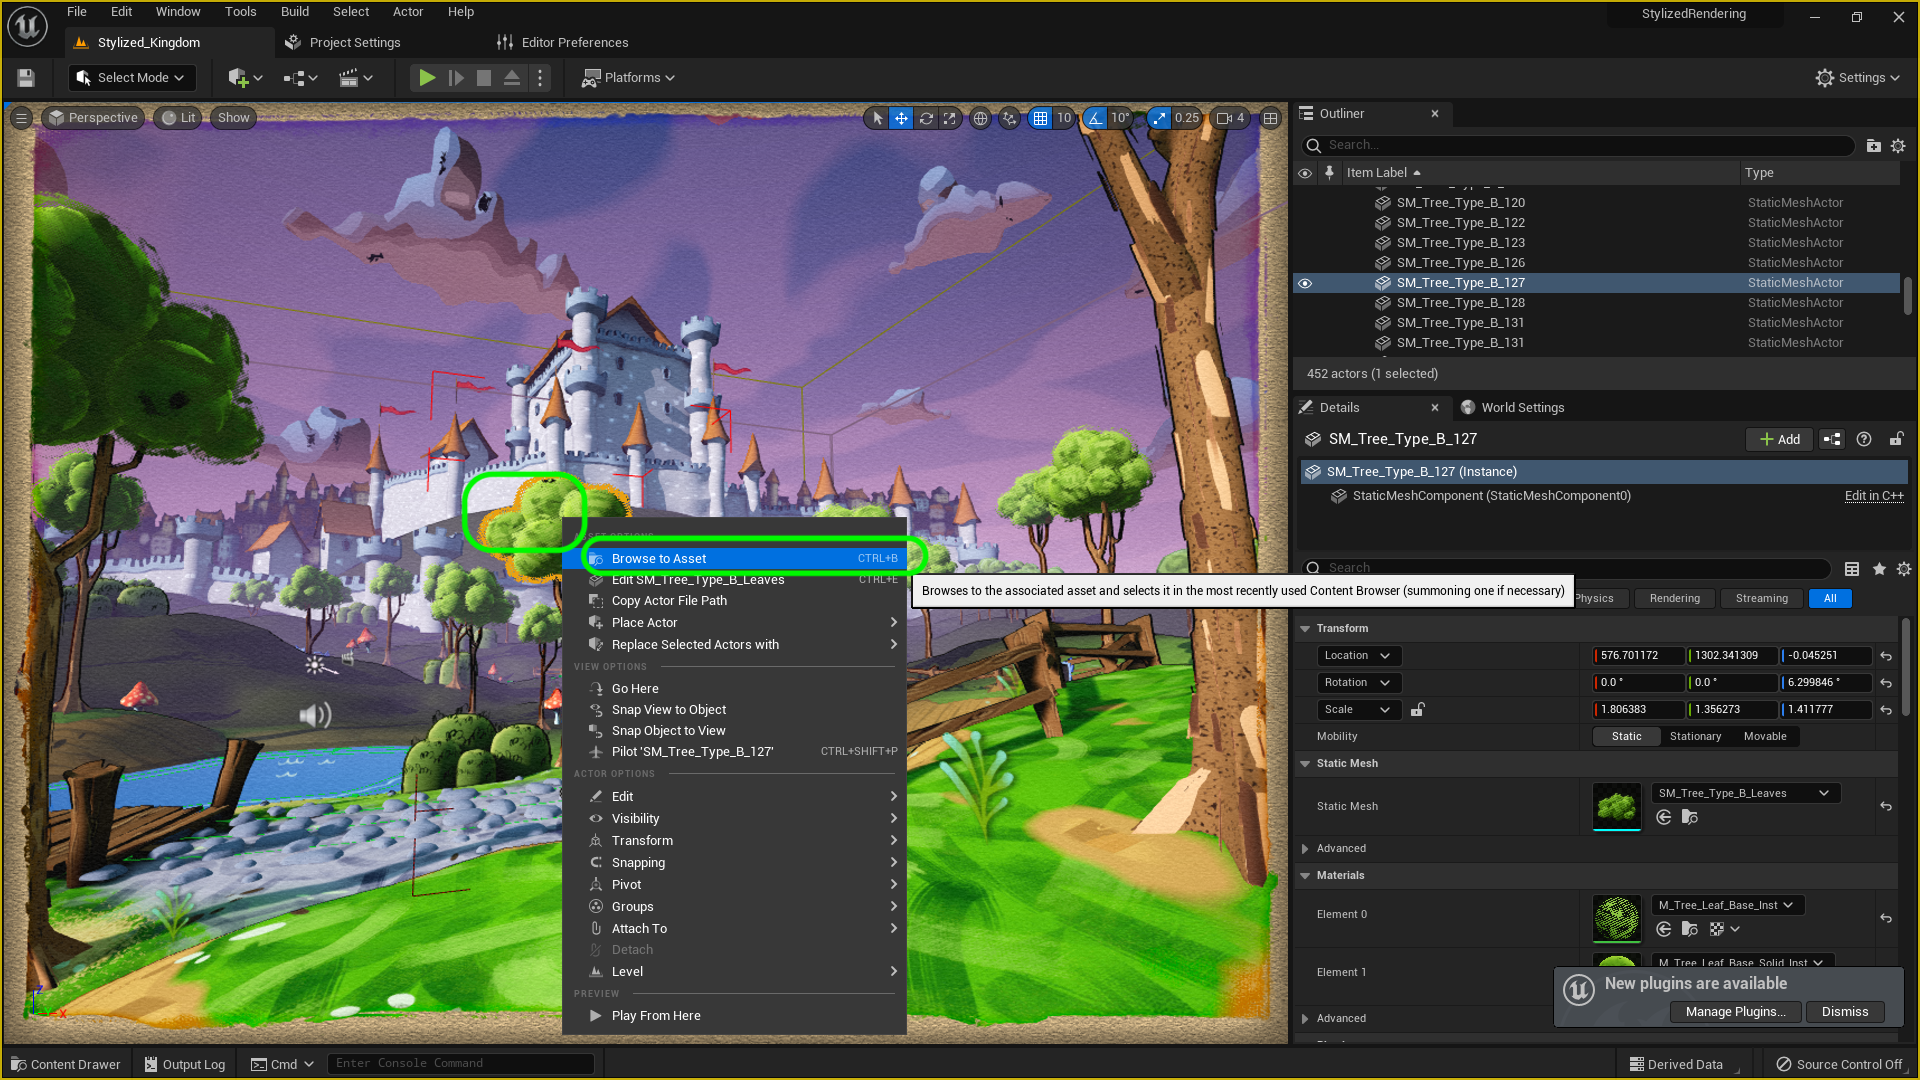 File Edit Window Tools Build Select Actor Help
StylizedRendering
Stylized_Kingdom
Project Settings
Editor Preferences
Select Mode
Platforms
Settings
Perspective
Lit
Show
10
10°
0.25
4
Outliner
Search...
Item Label
Type
SM_Tree_Type_B_120 StaticMeshActor
SM_Tree_Type_B_122 StaticMeshActor
SM_Tree_Type_B_123 StaticMeshActor
SM_Tree_Type_B_126 StaticMeshActor
SM_Tree_Type_B_127 StaticMeshActor
SM_Tree_Type_B_128 StaticMeshActor
SM_Tree_Type_B_131 StaticMeshActor
SM_Tree_Type_B_131 StaticMeshActor
452 actors (1 selected)
Details
World Settings
SM_Tree_Type_B_127
Add
SM_Tree_Type_B_127 (Instance)
StaticMeshComponent (StaticMeshComponent0)
Edit in C++
Search
Physics
Rendering
Streaming
All
Transform
Location 576.701172 1302.341309 -0.045251
Rotation 0.0 ° 0.0 ° 6.299846 °
Scale 1.806383 1.356273 1.411777
Mobility Static Stationary Movable
Static Mesh
Static Mesh SM_Tree_Type_B_Leaves
Advanced
Materials
Element 0 M_Tree_Leaf_Base_Inst
Element 1 M_Tree_Leaf_Base_Solid_Inst
Advanced
New plugins are available
Manage Plugins...
Dismiss
ASSET OPTIONS
Browse to Asset CTRL+B
Edit SM_Tree_Type_B_Leaves CTRL+E
Copy Actor File Path
Place Actor
Replace Selected Actors with
VIEW OPTIONS
Go Here
Snap View to Object
Snap Object to View
Pilot 'SM_Tree_Type_B_127' CTRL+SHIFT+P
ACTOR OPTIONS
Edit
Visibility
Transform
Snapping
Pivot
Groups
Attach To
Detach
Level
PREVIEW
Play From Here
Browses to the associated asset and selects it in the most recently used Content Browser (summoning one if necessary)
Z
X
Content Drawer
Output Log
Cmd
Enter Console Command
Derived Data
Source Control Off